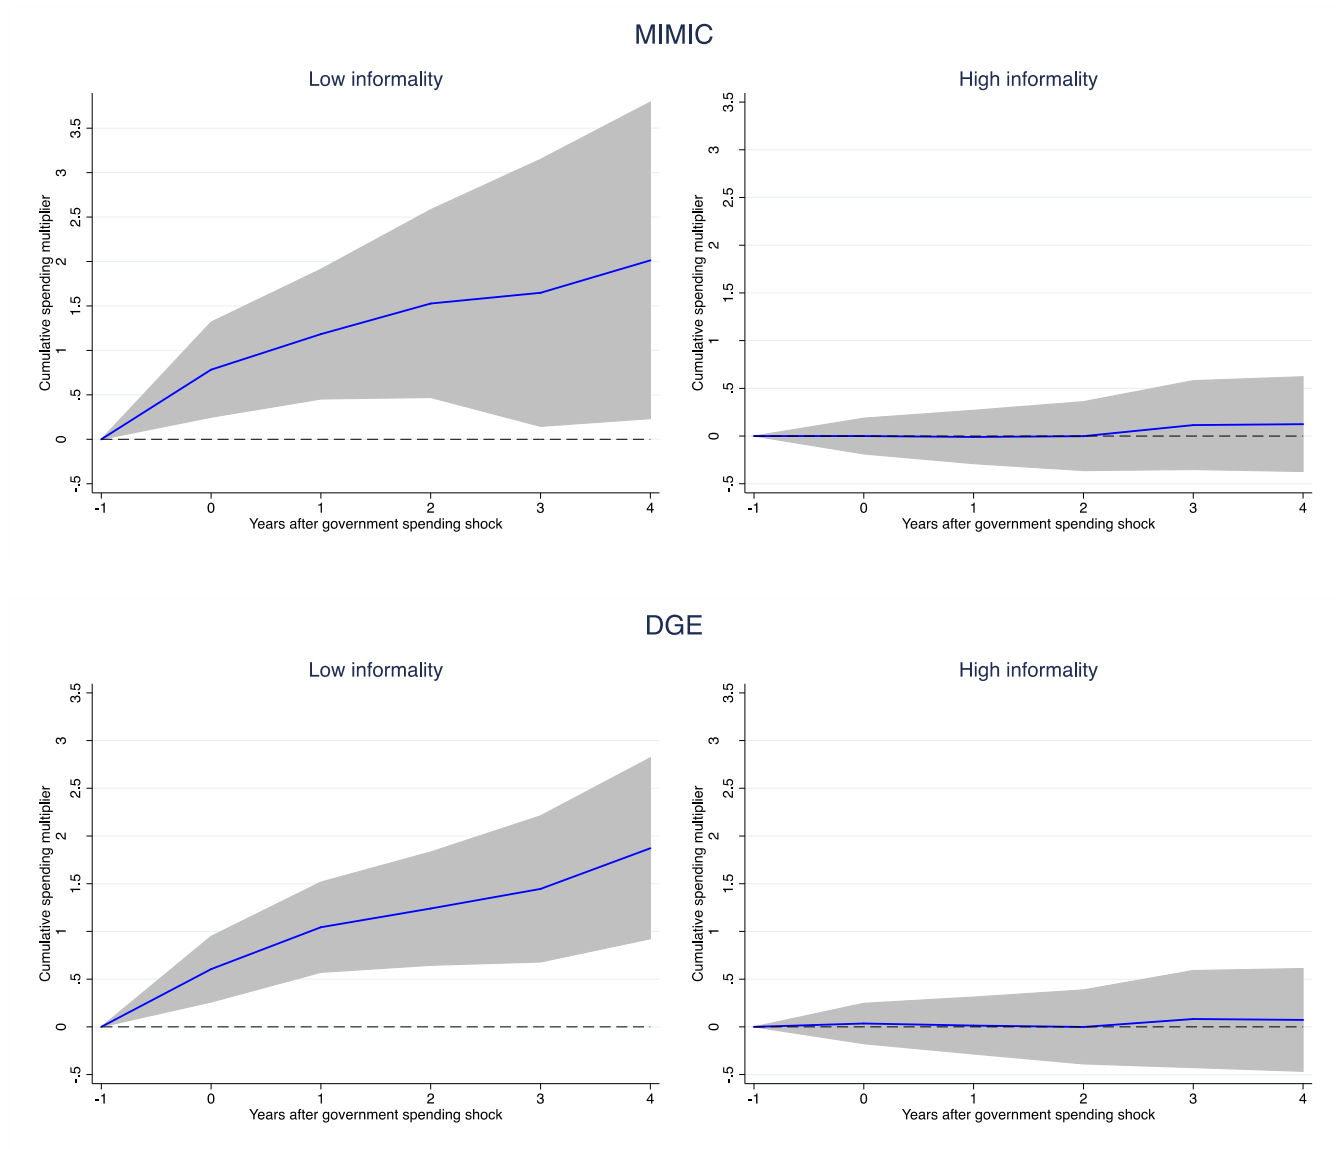 MIMIC
Low informality
Cumulative spending multiplier
3.5
3
2.5
2
1.5
1
.5
0
-.5
-1 0 1 2 3 4
Years after government spending shock
High informality
Cumulative spending multiplier
3.5
3
2.5
2
1.5
1
.5
0
-.5
-1 0 1 2 3 4
Years after government spending shock
DGE
Low informality
Cumulative spending multiplier
3.5
3
2.5
2
1.5
1
.5
0
-.5
-1 0 1 2 3 4
Years after government spending shock
High informality
Cumulative spending multiplier
3.5
3
2.5
2
1.5
1
.5
0
-.5
-1 0 1 2 3 4
Years after government spending shock